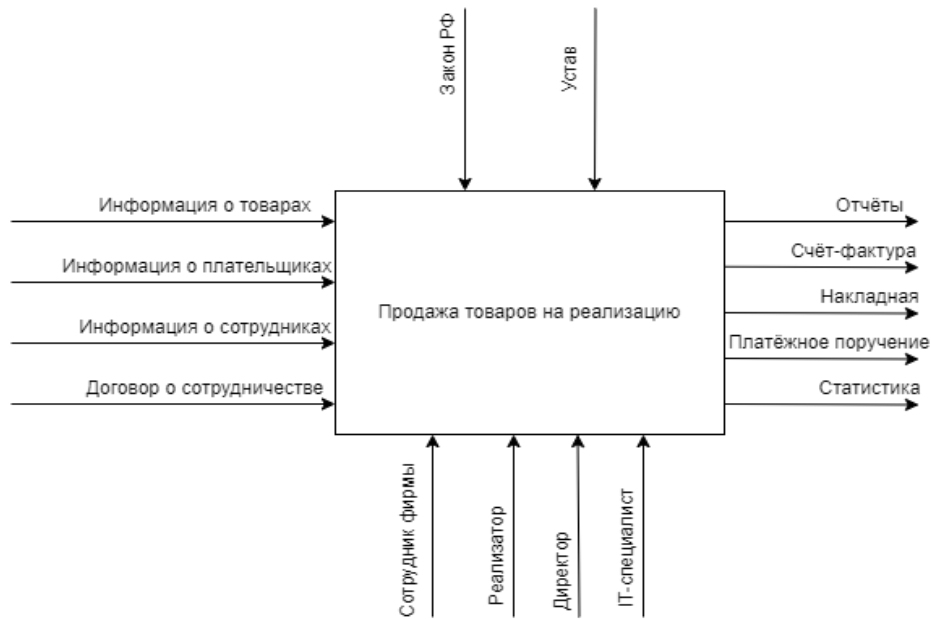 Закон РФ
Устав
Информация о товарах
Информация о плательщиках
Информация о сотрудниках
Договор о сотрудничестве
Продажа товаров на реализацию
Отчёты
Счёт-фактура
Накладная
Платёжное поручение
Статистика
Сотрудник фирмы
Реализатор
Директор
IT-специалист